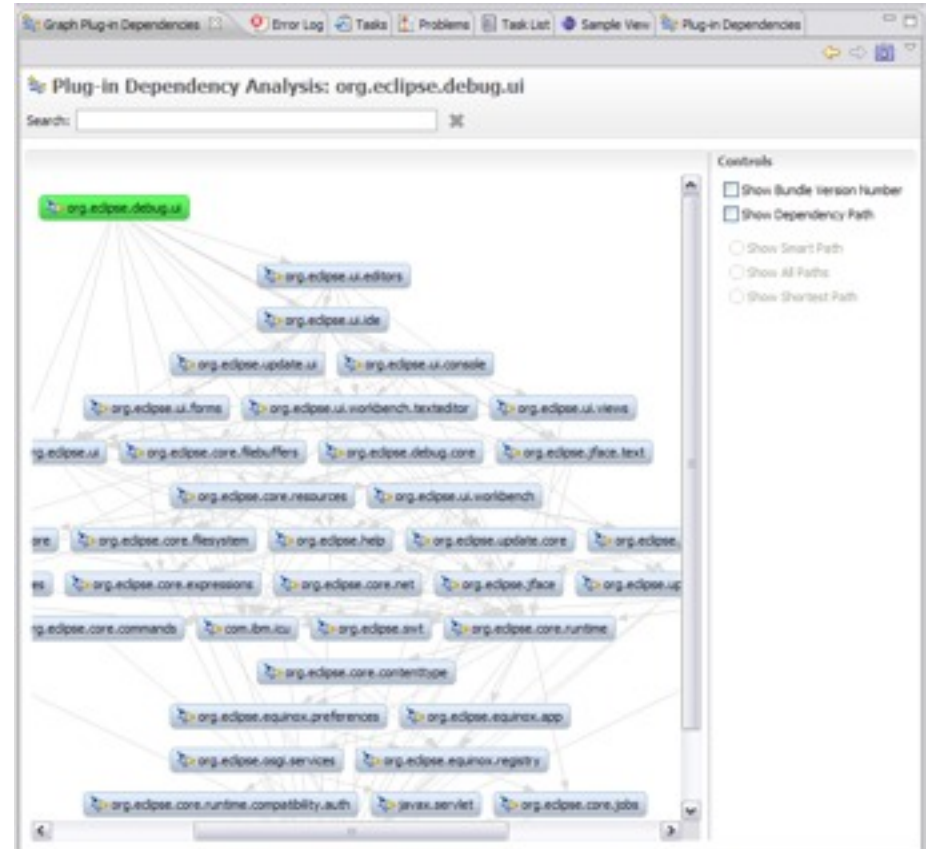 Graph Plug-in Dependencies Error Log Tasks Problems Task List Sample View Plug-in Dependencies
Plug-in Dependency Analysis: org.eclipse.debug.ui
Search:
Controls
Show Bundle Version Number
Show Dependency Path
Show Smart Path
Show All Paths
Show Shortest Path
org.eclipse.debug.ui
org.eclipse.ui.editors
org.eclipse.ui.ide
org.eclipse.update.ui org.eclipse.ui.console
org.eclipse.ui.forms org.eclipse.ui.workbench.texteditor org.eclipse.ui.views
rg.eclipse.ui org.eclipse.core.filebuffers org.eclipse.debug.core org.eclipse.jface.text
org.eclipse.core.resources org.eclipse.ui.workbench
ore org.eclipse.core.filesystem org.eclipse.help org.eclipse.update.core org.eclipse.
es org.eclipse.core.expressions org.eclipse.core.net org.eclipse.jface org.eclipse.up
rg.eclipse.core.commands com.ibm.icu org.eclipse.swt org.eclipse.core.runtime
org.eclipse.core.contenttype
org.eclipse.equinox.preferences org.eclipse.equinox.app
org.eclipse.osgi.services org.eclipse.equinox.registry
org.eclipse.core.runtime.compatibility.auth javax.servlet org.eclipse.core.jobs